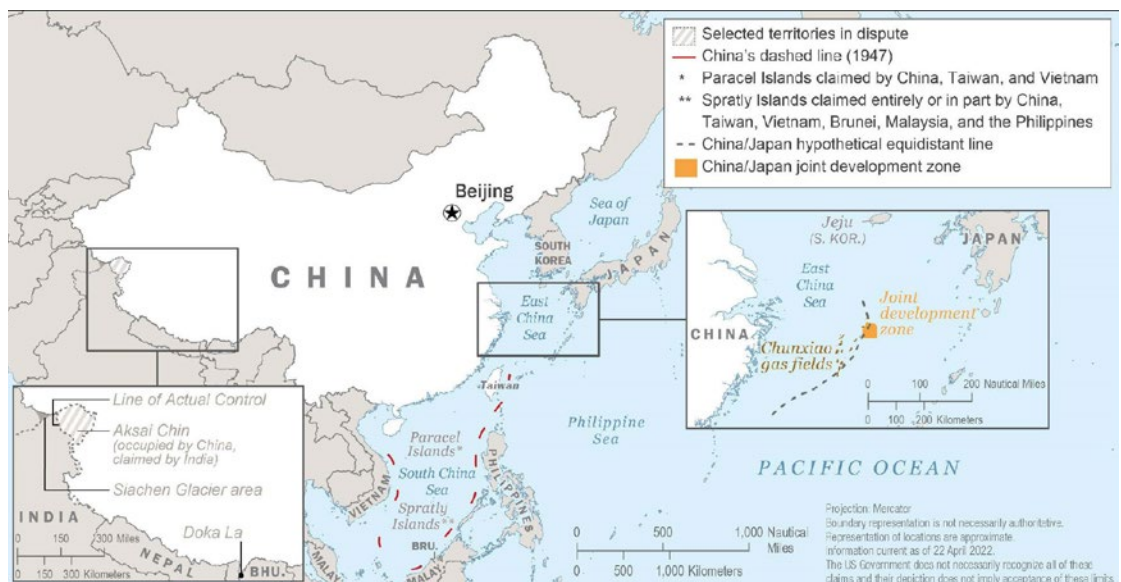 Selected territories in dispute
China's dashed line (1947)
* Paracel Islands claimed by China, Taiwan, and Vietnam
** Spratly Islands claimed entirely or in part by China,
Taiwan, Vietnam, Brunei, Malaysia, and the Philippines
China/Japan hypothetical equidistant line
China/Japan joint development zone
Beijing
CHINA
Sea of
Japan
SOUTH
KOREA
JAPAN
East
China
Sea
Taiwan
Philippine
Sea
PACIFIC OCEAN
Paracel
Islands*
South China
Sea
Spratly
Islands**
VIETNAM
PHILIPPINES
BRU.
MALAY.
MALAY.
0 500 1,000 Nautical
Miles
0 500 1,000 Kilometers
Jeju
(S. KOR.)
JAPAN
East
China
Sea
Joint
development
zone
CHINA
Chunxiao
gas fields
0 100 200 Nautical Miles
0 100 200 Kilometers
Line of Actual Control
Aksai Chin
(occupied by China,
claimed by India)
Siachen Glacier area
INDIA
Doka La
0 150 300 Miles
NEPAL
BHU.
0 150 300 Kilometers
Projection: Mercator
Boundary representation is not necessarily authoritative.
Representation of locations are approximate.
Information current as of 22 April 2022.
The US Government does not necessarily recognize all of these
claims and their depiction does not imply acceptance of these limits